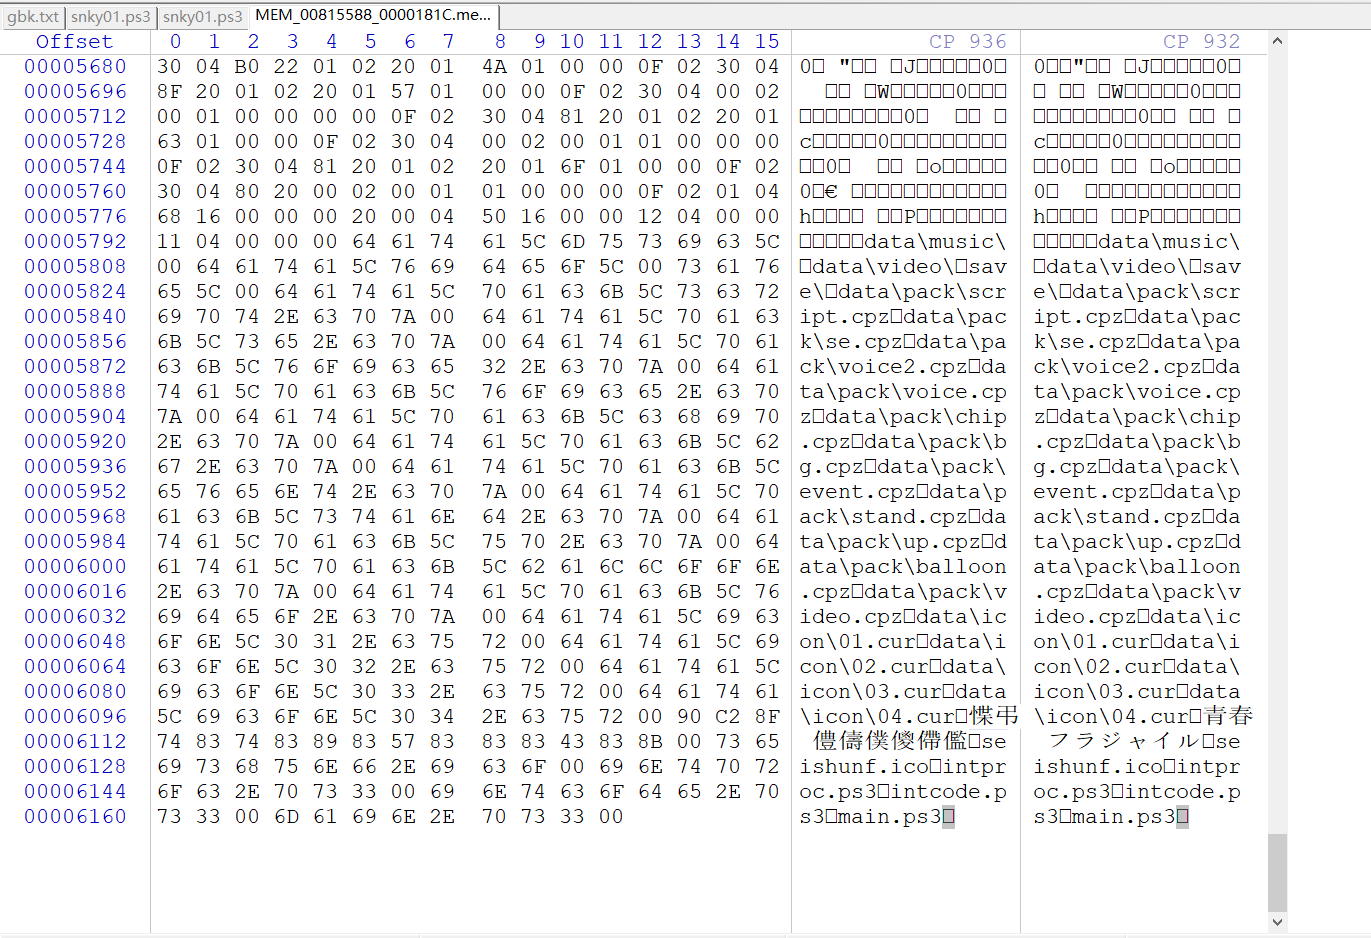 gbk.txt snky01.ps3 snky01.ps3 MEM_00815588_0000181C.me...
Offset 0 1 2 3 4 5 6 7 8 9 10 11 12 13 14 15 CP 936 CP 932
00005680 30 04 B0 22 01 02 20 01 4A 01 00 00 0F 02 30 04 0□ "□□ □J□□□□□0□ 0□□"□□ □J□□□□□0□
00005696 8F 20 01 02 20 01 57 01 00 00 0F 02 30 04 00 02 □□ □W□□□□□0□□□ □ □□ □W□□□□□0□□□
00005712 00 01 00 00 00 00 0F 02 30 04 81 20 01 02 20 01 □□□□□□□□0□ □□ □ □□□□□□□□0□□ □□ □
00005728 63 01 00 00 0F 02 30 04 00 02 00 01 01 00 00 00 c□□□□□0□□□□□□□□□ c□□□□□0□□□□□□□□□
00005744 0F 02 30 04 81 20 01 02 20 01 6F 01 00 00 0F 02 □□0□ □□ □o□□□□□ □□0□□ □□ □o□□□□□
00005760 30 04 80 20 00 02 00 01 01 00 00 00 0F 02 01 04 0□€ □□□□□□□□□□□□ 0□ □□□□□□□□□□□□
00005776 68 16 00 00 00 20 00 04 50 16 00 00 12 04 00 00 h□□□□ □□P□□□□□□□ h□□□□ □□P□□□□□□□
00005792 11 04 00 00 00 64 61 74 61 5C 6D 75 73 69 63 5C □□□□□data\music\ □□□□□data\music\
00005808 00 64 61 74 61 5C 76 69 64 65 6F 5C 00 73 61 76 □data\video\□sav □data\video\□sav
00005824 65 5C 00 64 61 74 61 5C 70 61 63 6B 5C 73 63 72 e\□data\pack\scr e\□data\pack\scr
00005840 69 70 74 2E 63 70 7A 00 64 61 74 61 5C 70 61 63 ipt.cpz□data\pac ipt.cpz□data\pac
00005856 6B 5C 73 65 2E 63 70 7A 00 64 61 74 61 5C 70 61 k\se.cpz□data\pa k\se.cpz□data\pa
00005872 63 6B 5C 76 6F 69 63 65 32 2E 63 70 7A 00 64 61 ck\voice2.cpz□da ck\voice2.cpz□da
00005888 74 61 5C 70 61 63 6B 5C 76 6F 69 63 65 2E 63 70 ta\pack\voice.cp ta\pack\voice.cp
00005904 7A 00 64 61 74 61 5C 70 61 63 6B 5C 63 68 69 70 z□data\pack\chip z□data\pack\chip
00005920 2E 63 70 7A 00 64 61 74 61 5C 70 61 63 6B 5C 62 .cpz□data\pack\b .cpz□data\pack\b
00005936 67 2E 63 70 7A 00 64 61 74 61 5C 70 61 63 6B 5C g.cpz□data\pack\ g.cpz□data\pack\
00005952 65 76 65 6E 74 2E 63 70 7A 00 64 61 74 61 5C 70 event.cpz□data\p event.cpz□data\p
00005968 61 63 6B 5C 73 74 61 6E 64 2E 63 70 7A 00 64 61 ack\stand.cpz□da ack\stand.cpz□da
00005984 74 61 5C 70 61 63 6B 5C 75 70 2E 63 70 7A 00 64 ta\pack\up.cpz□d ta\pack\up.cpz□d
00006000 61 74 61 5C 70 61 63 6B 5C 62 61 6C 6C 6F 6F 6E ata\pack\balloon ata\pack\balloon
00006016 2E 63 70 7A 00 64 61 74 61 5C 70 61 63 6B 5C 76 .cpz□data\pack\v .cpz□data\pack\v
00006032 69 64 65 6F 2E 63 70 7A 00 64 61 74 61 5C 69 63 ideo.cpz□data\ic ideo.cpz□data\ic
00006048 6F 6E 5C 30 31 2E 63 75 72 00 64 61 74 61 5C 69 on\01.cur□data\i on\01.cur□data\i
00006064 63 6F 6E 5C 30 32 2E 63 75 72 00 64 61 74 61 5C con\02.cur□data\ con\02.cur□data\
00006080 69 63 6F 6E 5C 30 33 2E 63 75 72 00 64 61 74 61 icon\03.cur□data icon\03.cur□data
00006096 5C 69 63 6F 6E 5C 30 34 2E 63 75 72 00 90 C2 8F \icon\04.cur□惵弔 \icon\04.cur□青春
00006112 74 83 74 83 89 83 57 83 83 83 43 83 8B 00 73 65 僼儔僕僾僀儖□se フラジャイル□se
00006128 69 73 68 75 6E 66 2E 69 63 6F 00 69 6E 74 70 72 ishunf.ico□intpr ishunf.ico□intpr
00006144 6F 63 2E 70 73 33 00 69 6E 74 63 6F 64 65 2E 70 oc.ps3□intcode.p oc.ps3□intcode.p
00006160 73 33 00 6D 61 69 6E 2E 70 73 33 00 s3□main.ps3□ s3□main.ps3□